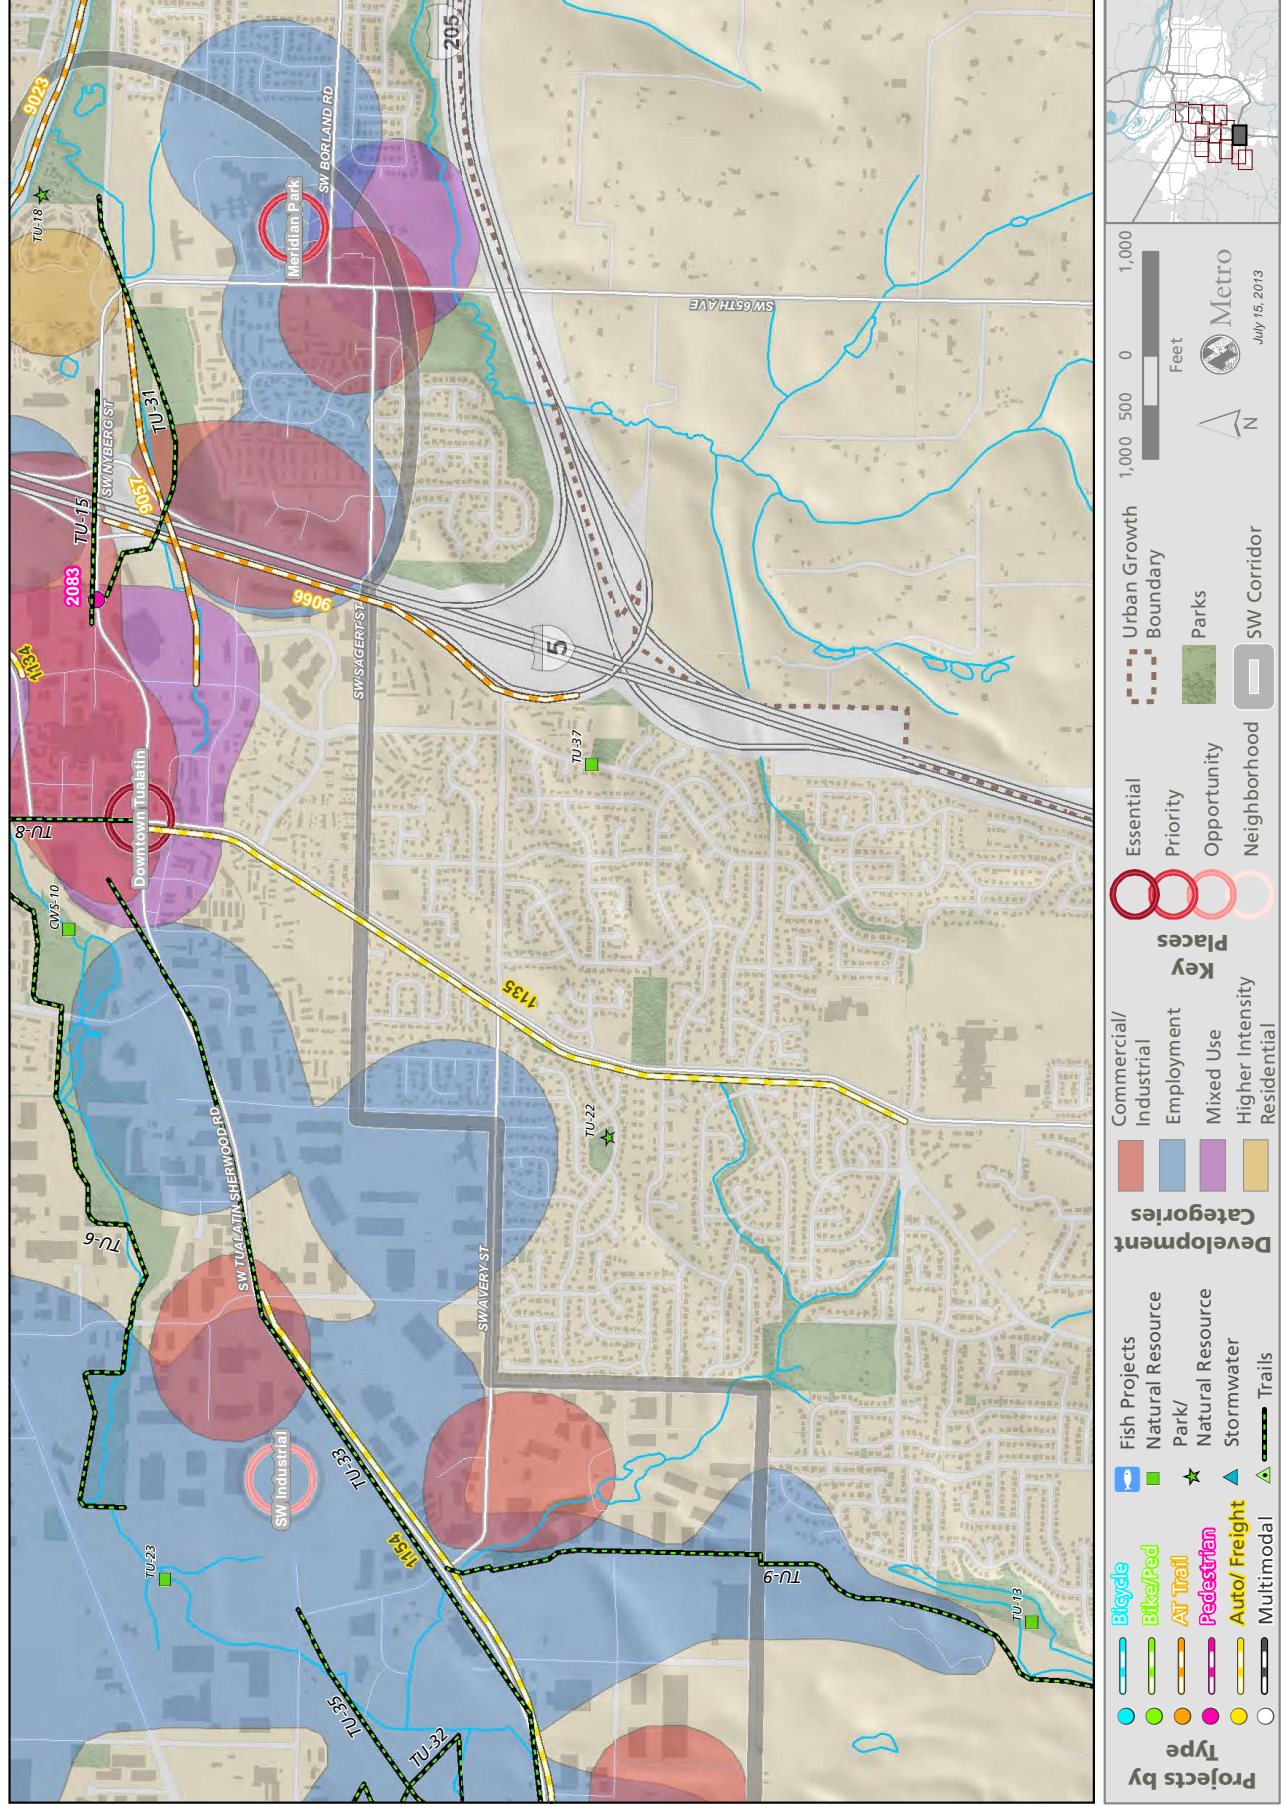 9023
TU-18
205
SW BORLAND RD
Meridian Park
SW 65TH AVE
TU-31
SW NYBERG ST
9057
TU-15
2083
9066
SW SAGERT ST
5
1134
TU-37
Downtown Tualatin
TU-8
CWS-10
1135
TU-22
TU-6
SW TUALATIN SHERWOOD RD
SW AVERY ST
SW Industrial
TU-33
1154
TU-23
TU-9
TU-13
TU-35
TU-32
Projects by
Type
Bicycle
Bike/Ped
AT Trail
Pedestrian
Auto/ Freight
Multimodal
Fish Projects
Natural Resource
Park/
Natural Resource
Stormwater
Trails
Development
Categories
Commercial/
Industrial
Employment
Mixed Use
Higher Intensity
Residential
Key
Places
Essential
Priority
Opportunity
Neighborhood
Urban Growth
Boundary
Parks
SW Corridor
1,000
500
0
1,000
Feet
N
Metro
July 15, 2013